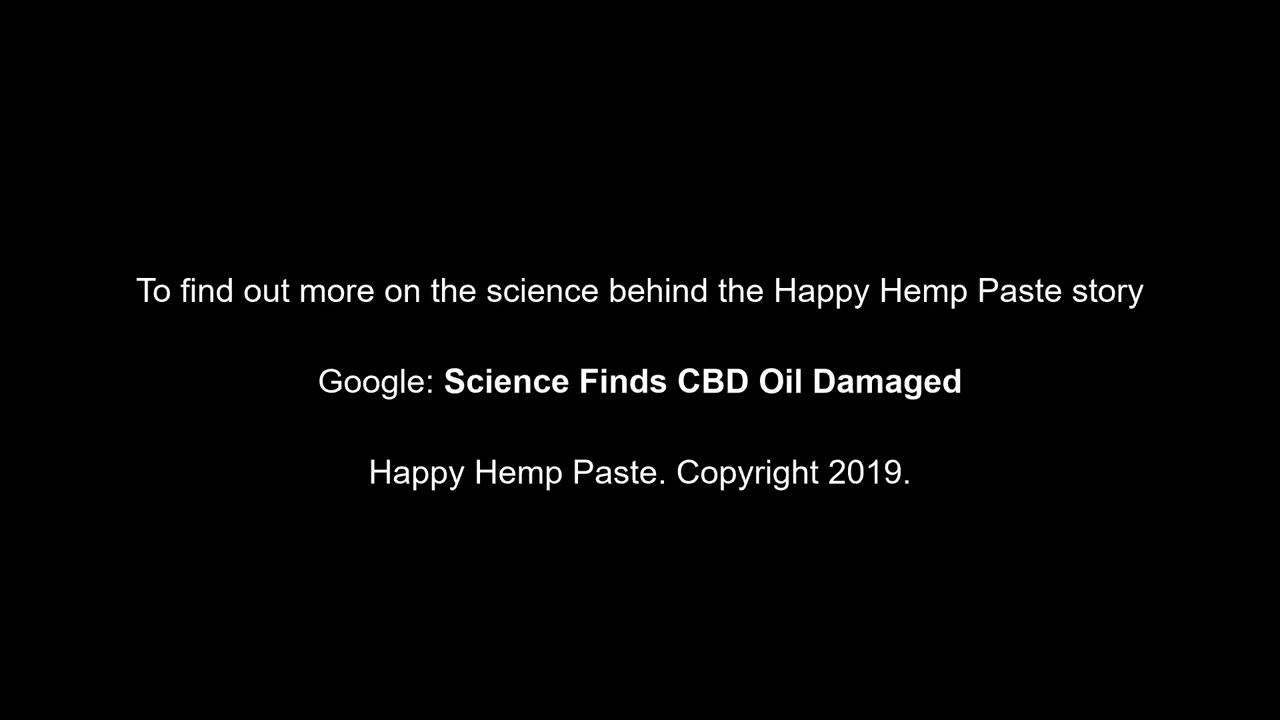 To find out more on the science behind the Happy Hemp Paste story
Google: Science Finds CBD Oil Damaged
Happy Hemp Paste. Copyright 2019.